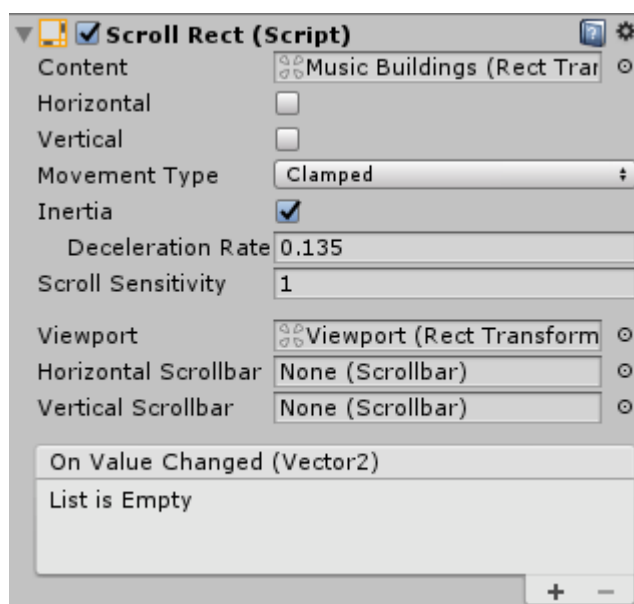 Scroll Rect (Script)
Content Music Buildings (Rect Trar
Horizontal
Vertical
Movement Type Clamped
Inertia
Deceleration Rate 0.135
Scroll Sensitivity 1
Viewport Viewport (Rect Transform
Horizontal Scrollbar None (Scrollbar)
Vertical Scrollbar None (Scrollbar)
On Value Changed (Vector2)
List is Empty